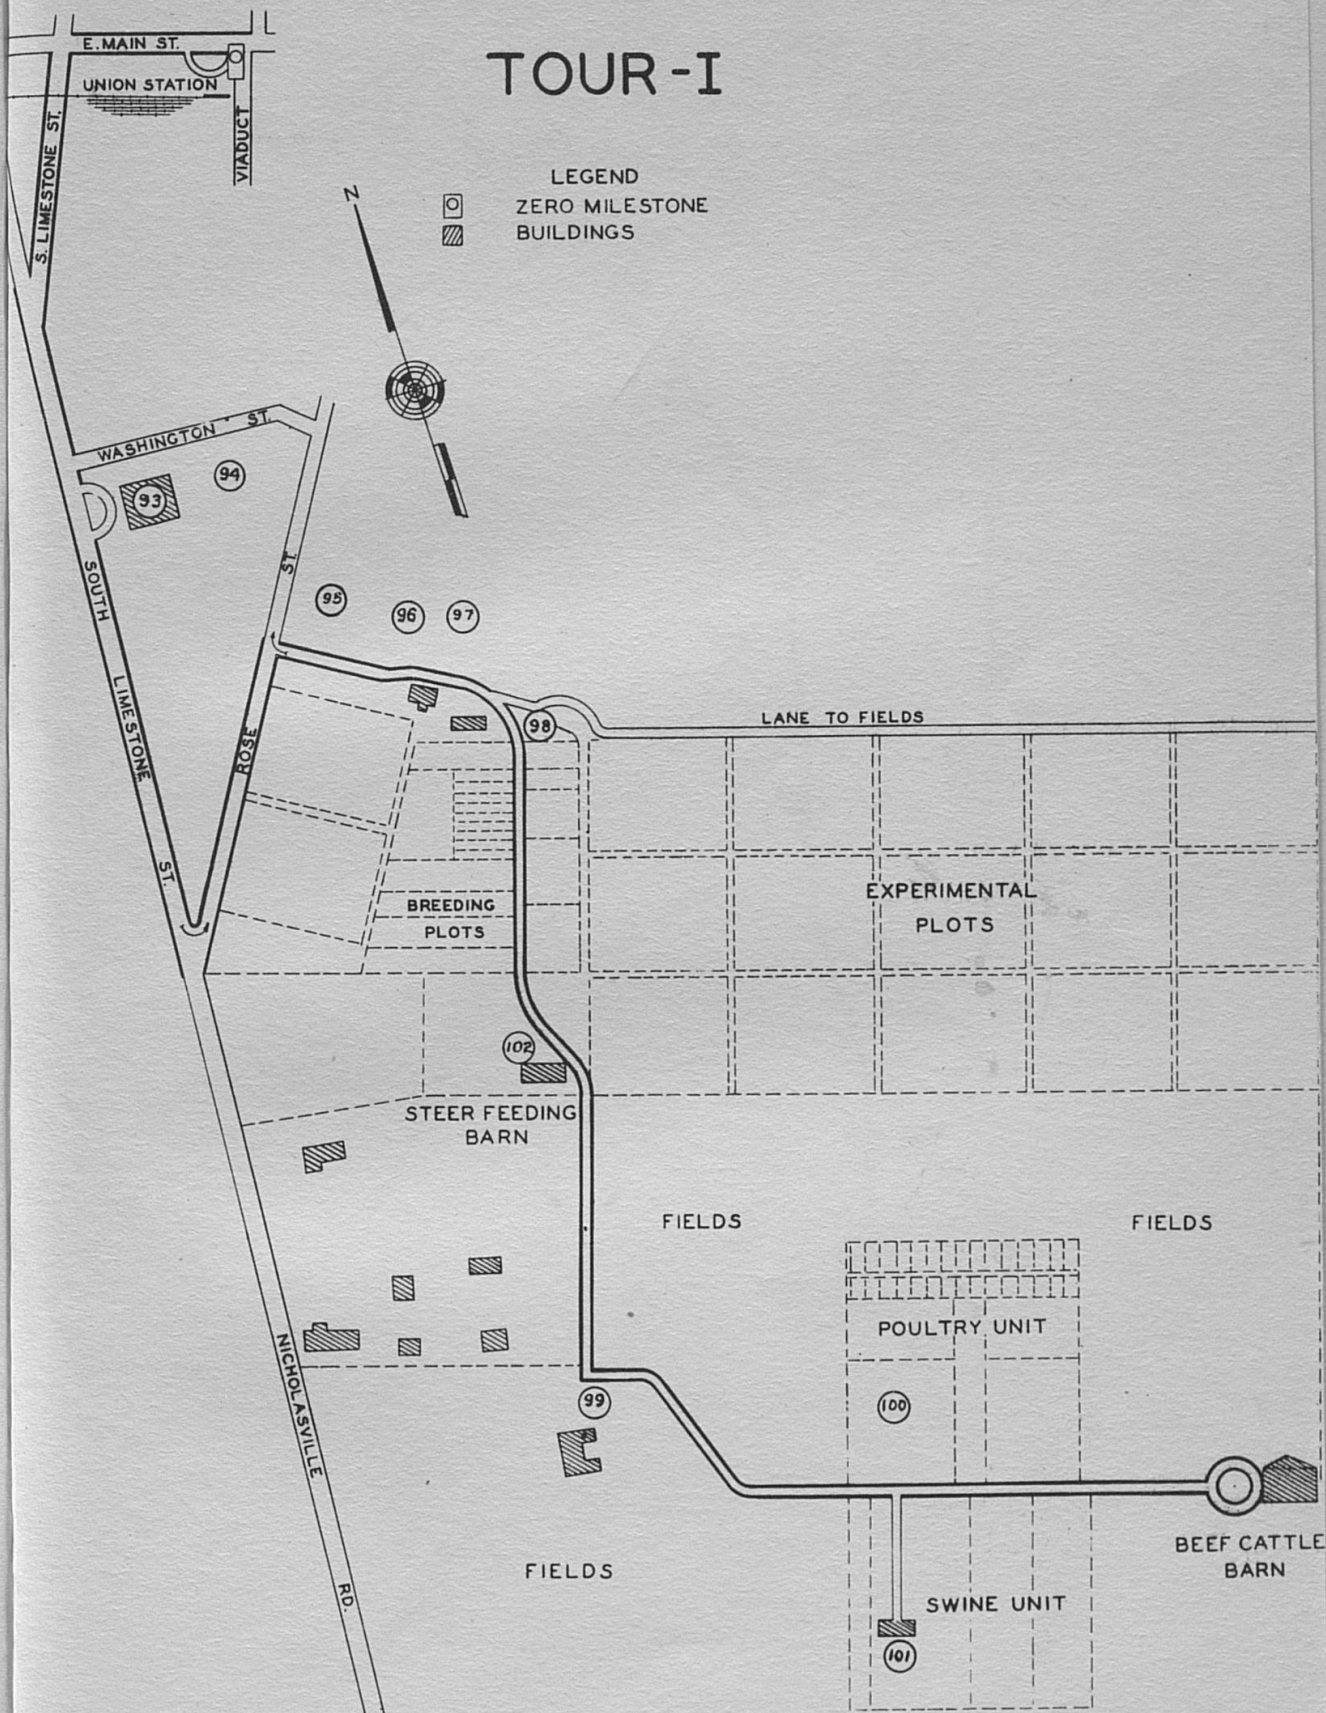 E. MAIN ST.
TOUR - I
UNION STATION
S. LIMESTONE ST.
VIADUCT
LEGEND
ZERO MILESTONE
BUILDINGS
N
WASHINGTON ST.
94
93
SOUTH LIMESTONE ST.
ROSE ST.
95
96
97
98
LANE TO FIELDS
BREEDING
PLOTS
EXPERIMENTAL
PLOTS
102
STEER FEEDING
BARN
FIELDS
FIELDS
POULTRY UNIT
NICHOLASVILLE RD.
99
100
BEEF CATTLE
BARN
FIELDS
SWINE UNIT
101